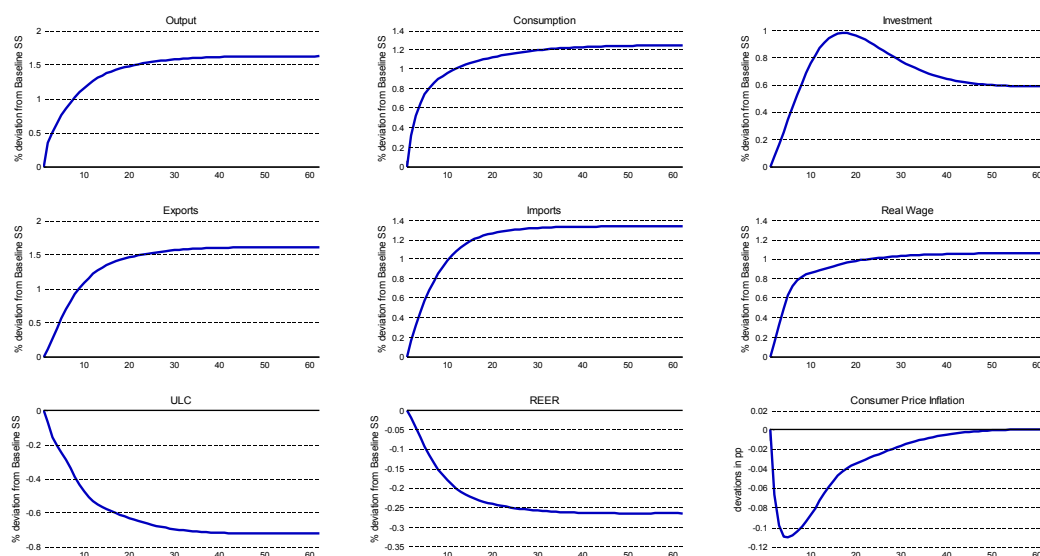 Output
Consumption
Investment
% deviation from Baseline SS
2
1.5
1
0.5
0
10 20 30 40 50 60
% deviation from Baseline SS
1.4
1.2
1
0.8
0.6
0.4
0.2
0
10 20 30 40 50 60
% deviation from Baseline SS
1
0.8
0.6
0.4
0.2
0
10 20 30 40 50 60
Exports
Imports
Real Wage
% deviation from Baseline SS
2
1.5
1
0.5
0
10 20 30 40 50 60
% deviation from Baseline SS
1.4
1.2
1
0.8
0.6
0.4
0.2
0
10 20 30 40 50 60
% deviation from Baseline SS
1.4
1.2
1
0.8
0.6
0.4
0.2
0
10 20 30 40 50 60
ULC
REER
Consumer Price Inflation
% deviation from Baseline SS
0
-0.2
-0.4
-0.6
-0.8
10 20 30 40 50 60
% deviation from Baseline SS
0
-0.05
-0.1
-0.15
-0.2
-0.25
-0.3
-0.35
10 20 30 40 50 60
devations in pp
0.02
0
-0.02
-0.04
-0.06
-0.08
-0.1
-0.12
10 20 30 40 50 60